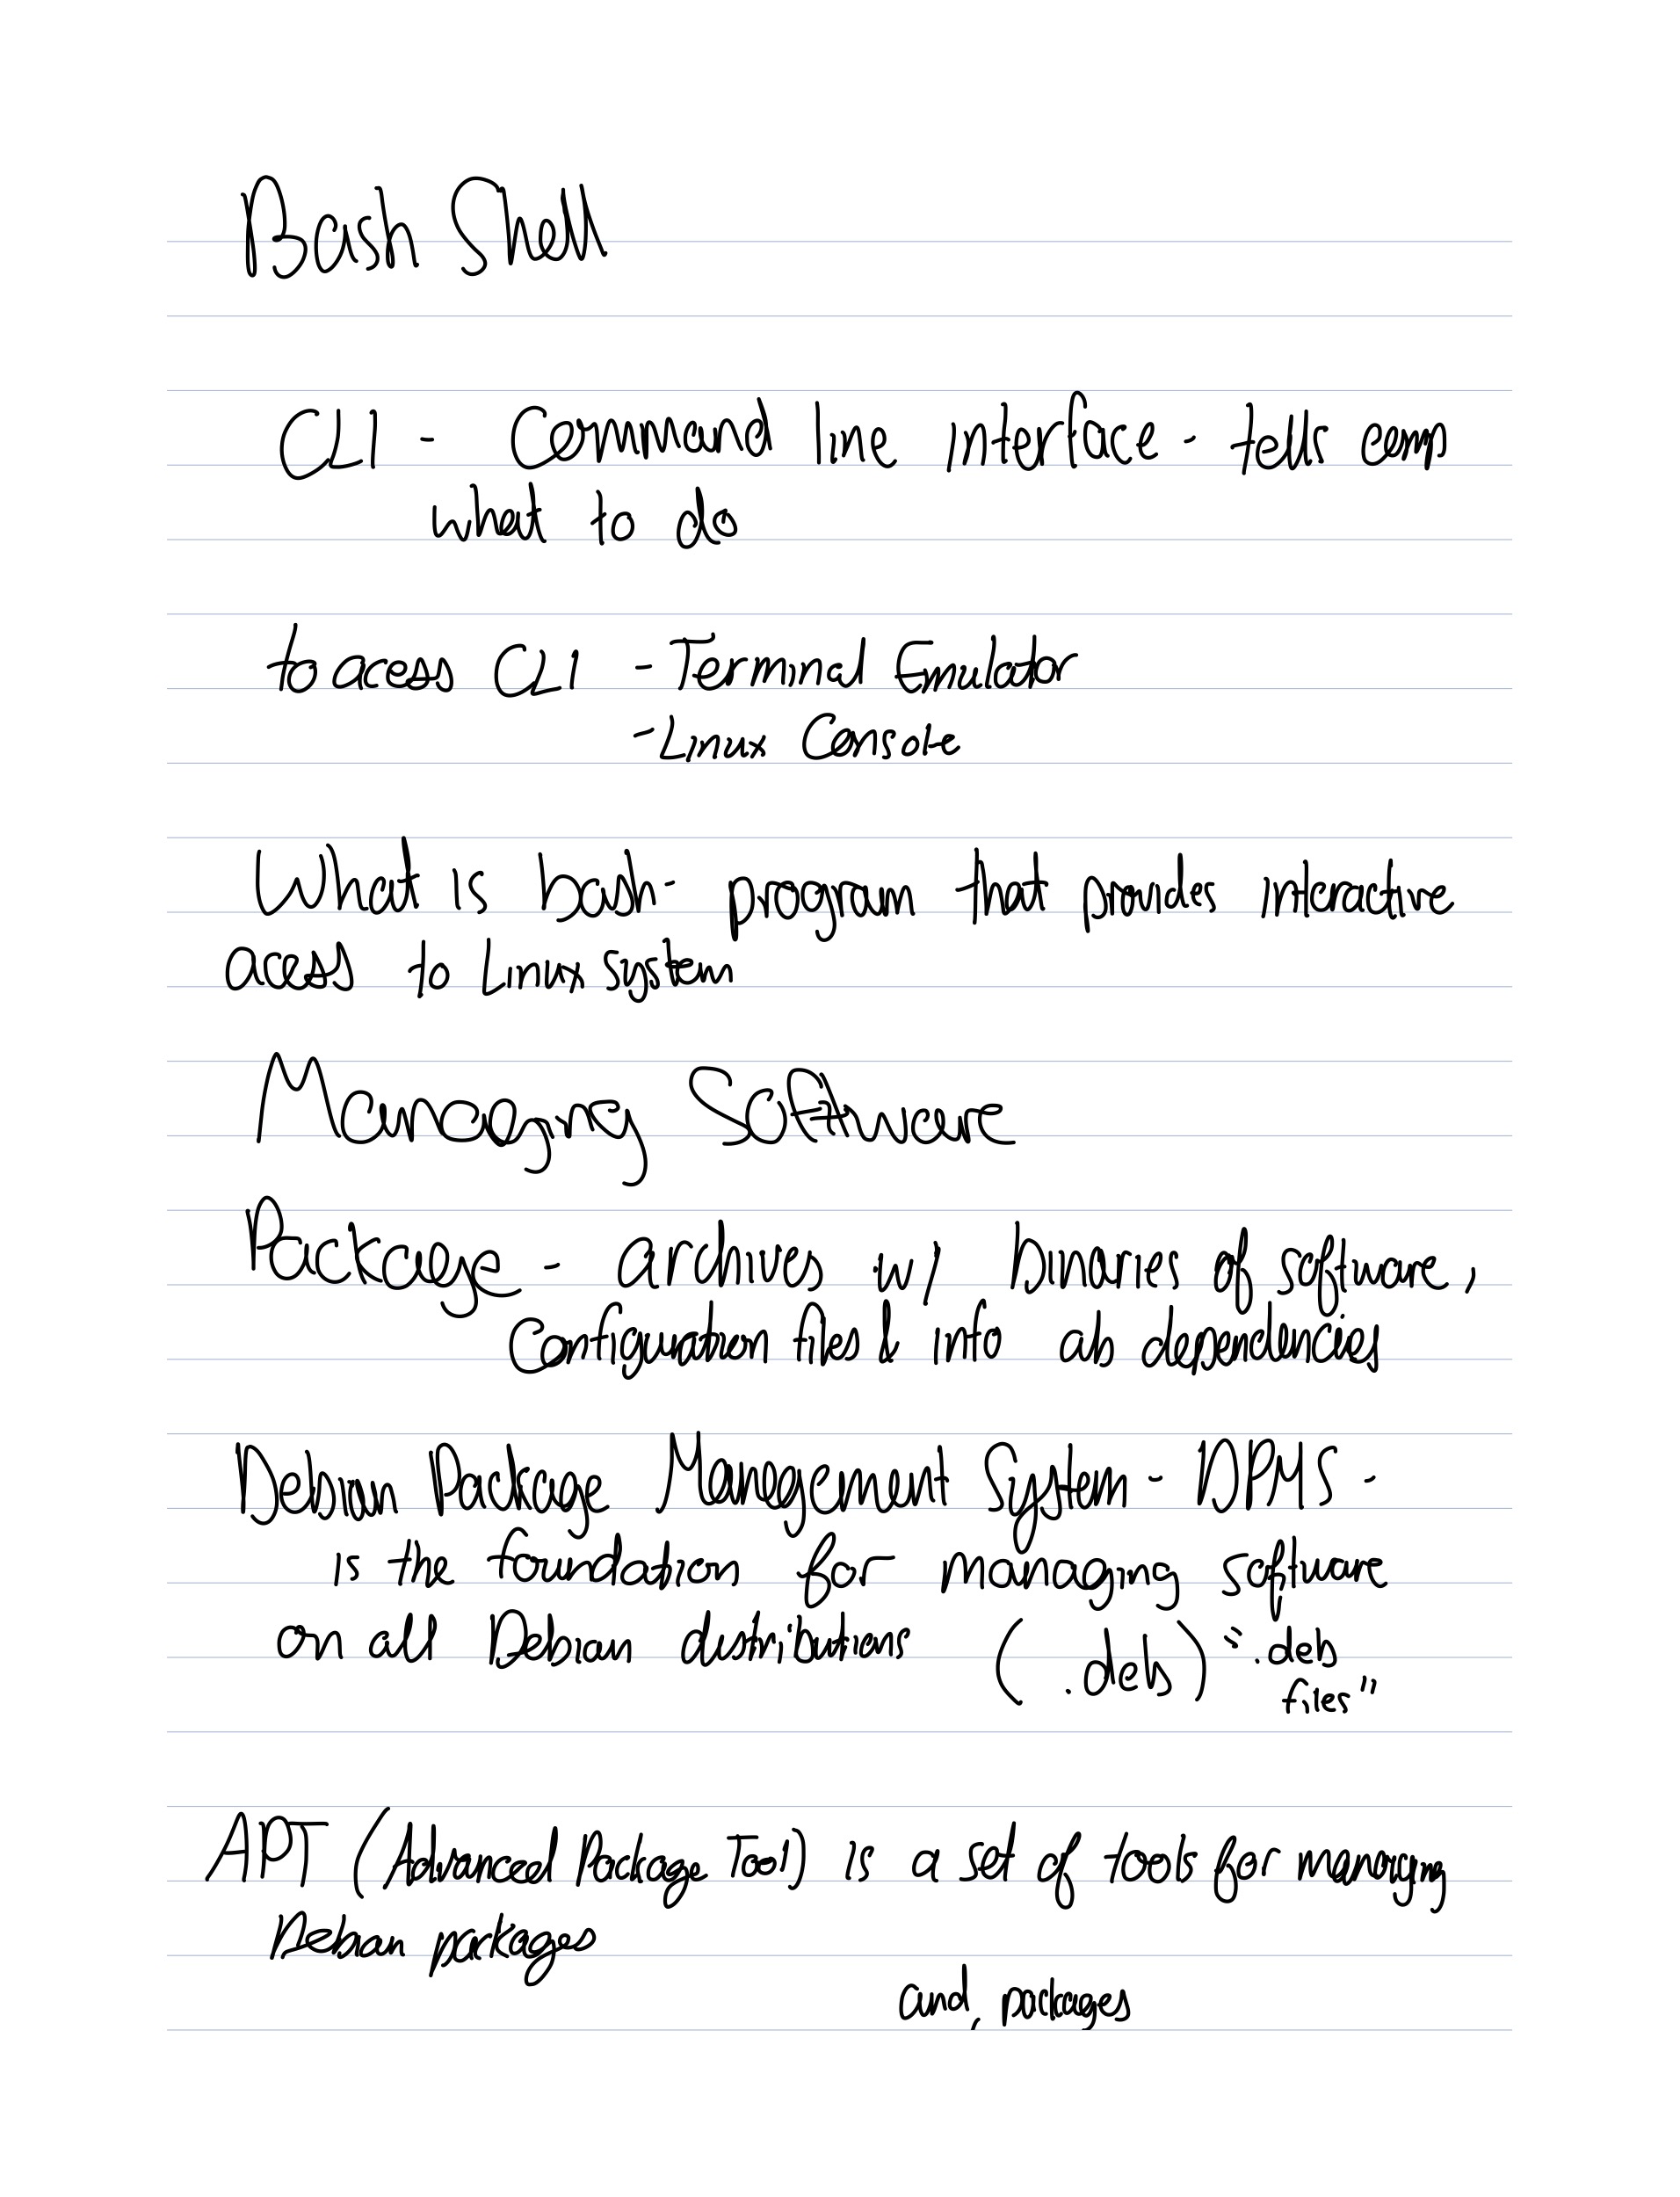 Bash Shell
CLI - Command line interface - tells comp
what to do
to access CLI - Terminal Emulator
- Linux Console
What is bash - program that provides interactive
access to Linux system
Managing Software
Package - archives w/ binaries of software,
Configuration files & info ab dependencies
Debian Package Management System - DPMS -
is the foundation for managing software
on all Debian distributions (.deb) ".deb
files"
APT (Advanced Package Tool) is a set of tools for managing
Debian packages
and, packages